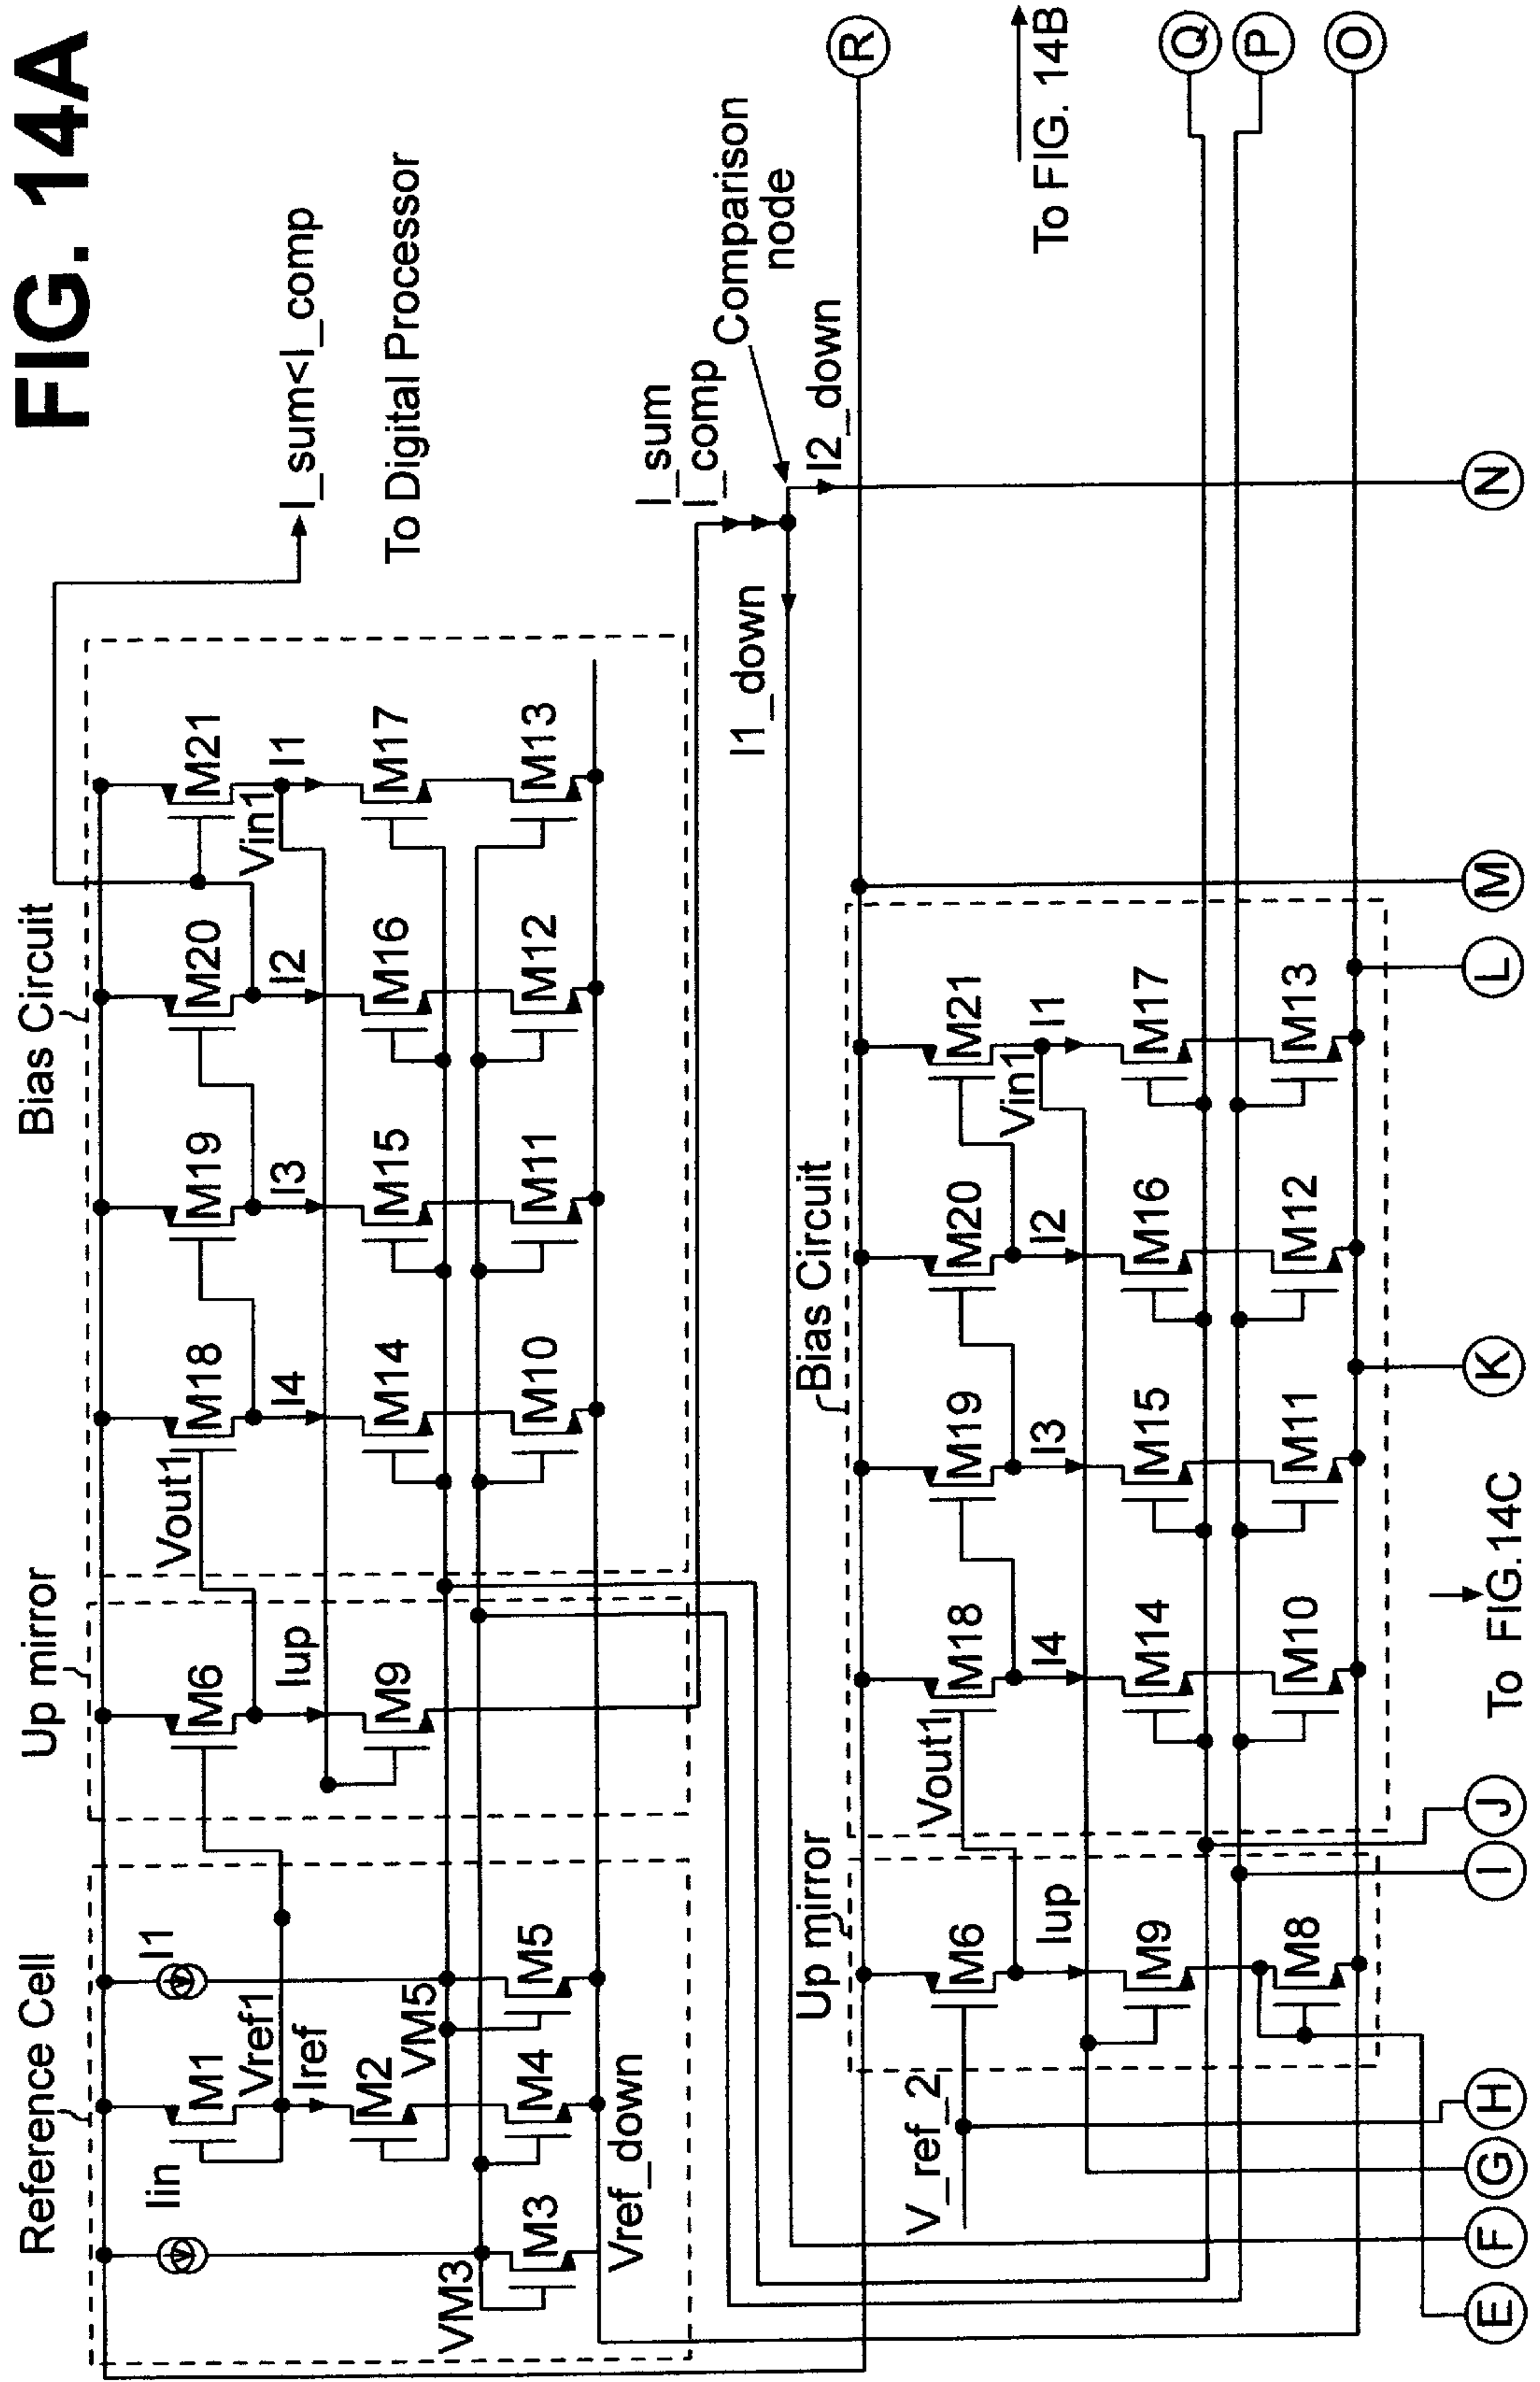 FIG. 14A
Reference Cell
Up mirror
Bias Circuit
I_sum<I_comp
To Digital Processor
Iin
M1
I1
Vref1
Iref
M2
VM5
M5
M4
VM3
M3
Vref_down
M6
Iup
M9
Vout1
M18
M19
M20
M21
Vin1
I4
I3
I2
I1
M14
M15
M16
M17
M10
M11
M12
M13
I_sum
I_comp
Comparison
node
I1_down
I2_down
Up mirror
Bias Circuit
V_ref_2
M6
Iup
M9
M8
Vout1
M18
M19
M20
M21
Vin1
I4
I3
I2
I1
M14
M15
M16
M17
M10
M11
M12
M13
R
To FIG. 14B
Q
P
O
To FIG.14C
E
F
G
H
I
J
K
L
M
N